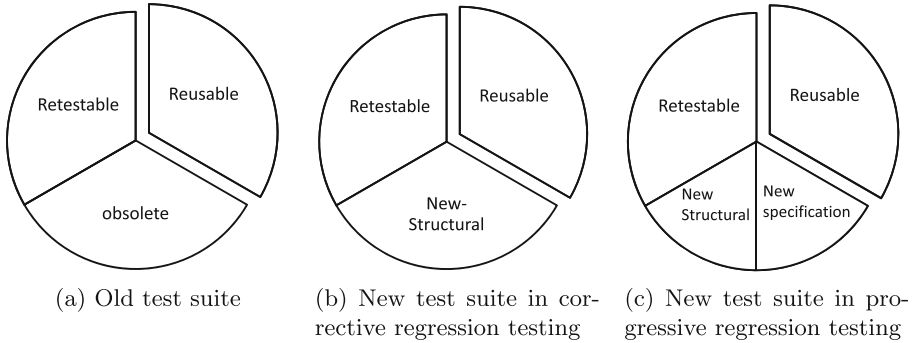 Retestable
Reusable
obsolete
(a) Old test suite
Retestable
Reusable
New-
Structural
(b) New test suite in cor-
rective regression testing
Retestable
Reusable
New
Structural
New
specification
(c) New test suite in pro-
gressive regression testing